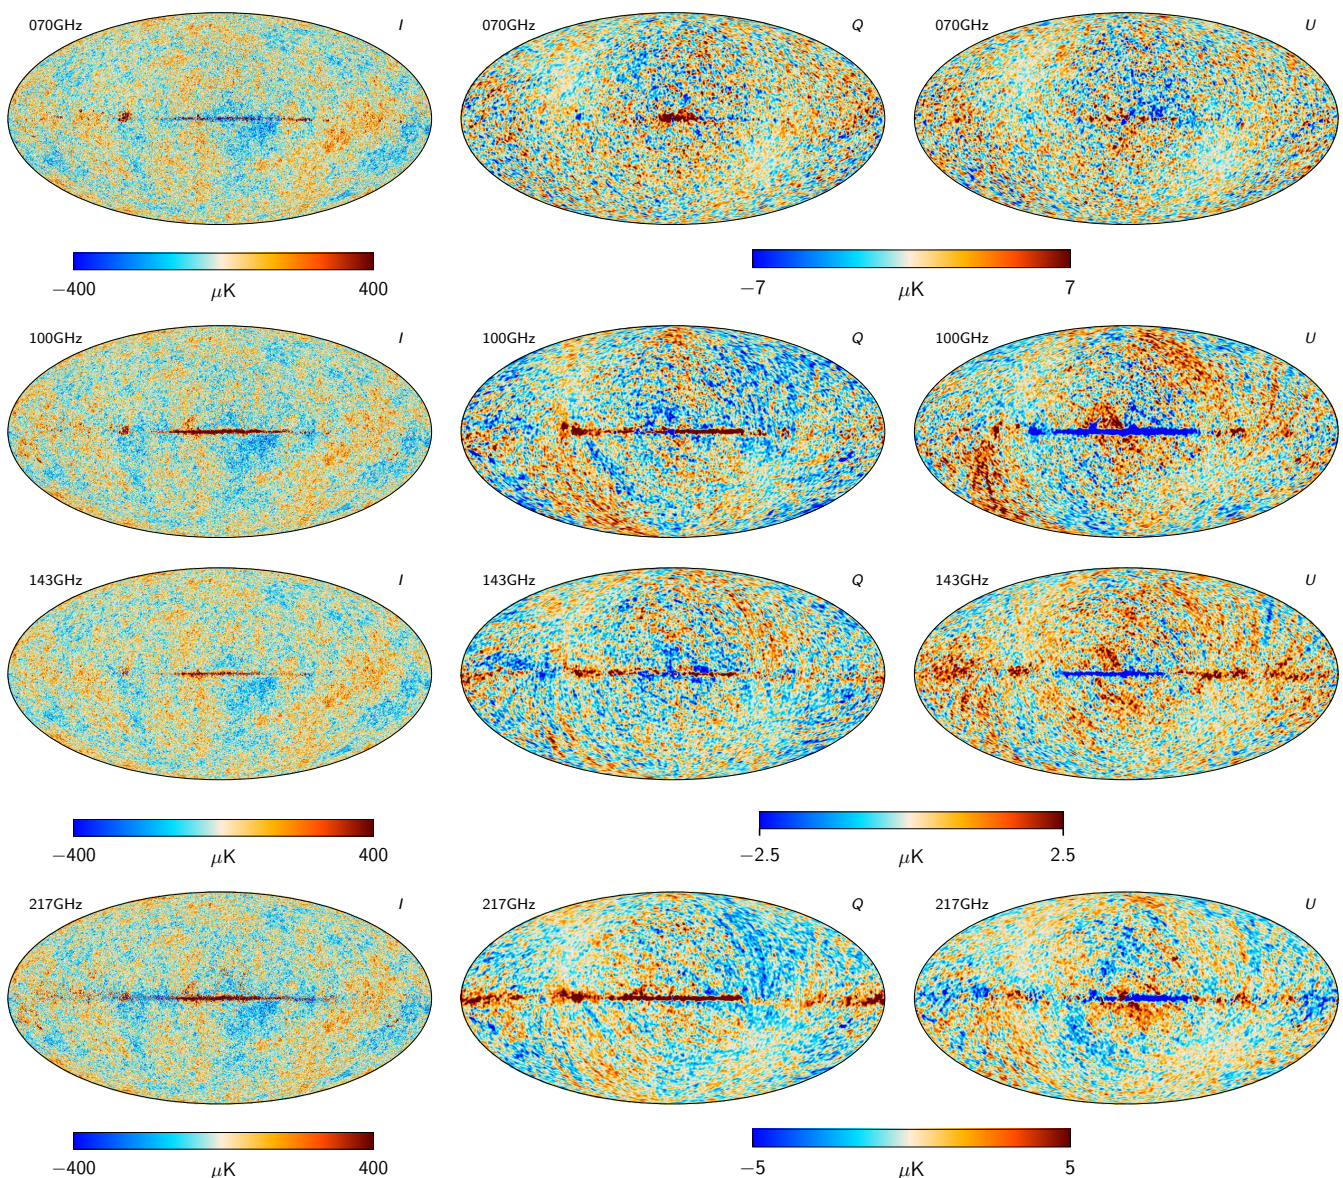 070GHz I 070GHz Q 070GHz U
−400 μK 400 −7 μK 7
100GHz I 100GHz Q 100GHz U
143GHz I 143GHz Q 143GHz U
−400 μK 400 −2.5 μK 2.5
217GHz I 217GHz Q 217GHz U
−400 μK 400 −5 μK 5